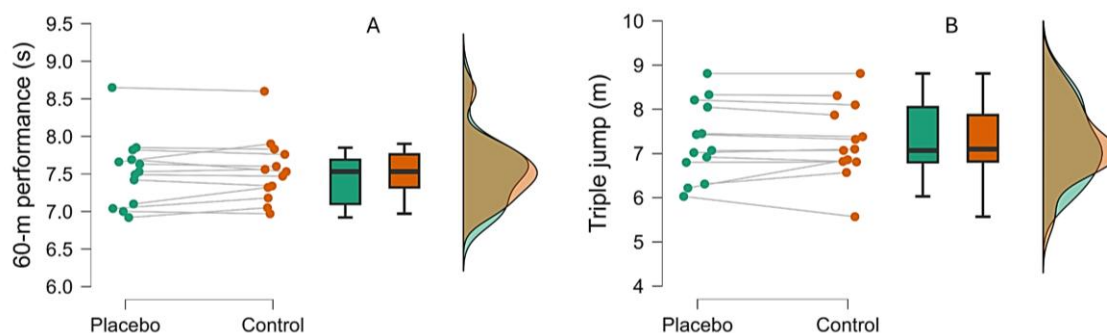 A
60-m performance (s)
9.5
9.0
8.5
8.0
7.5
7.0
6.5
6.0
Placebo Control
B
Triple jump (m)
10
9
8
7
6
5
4
Placebo Control